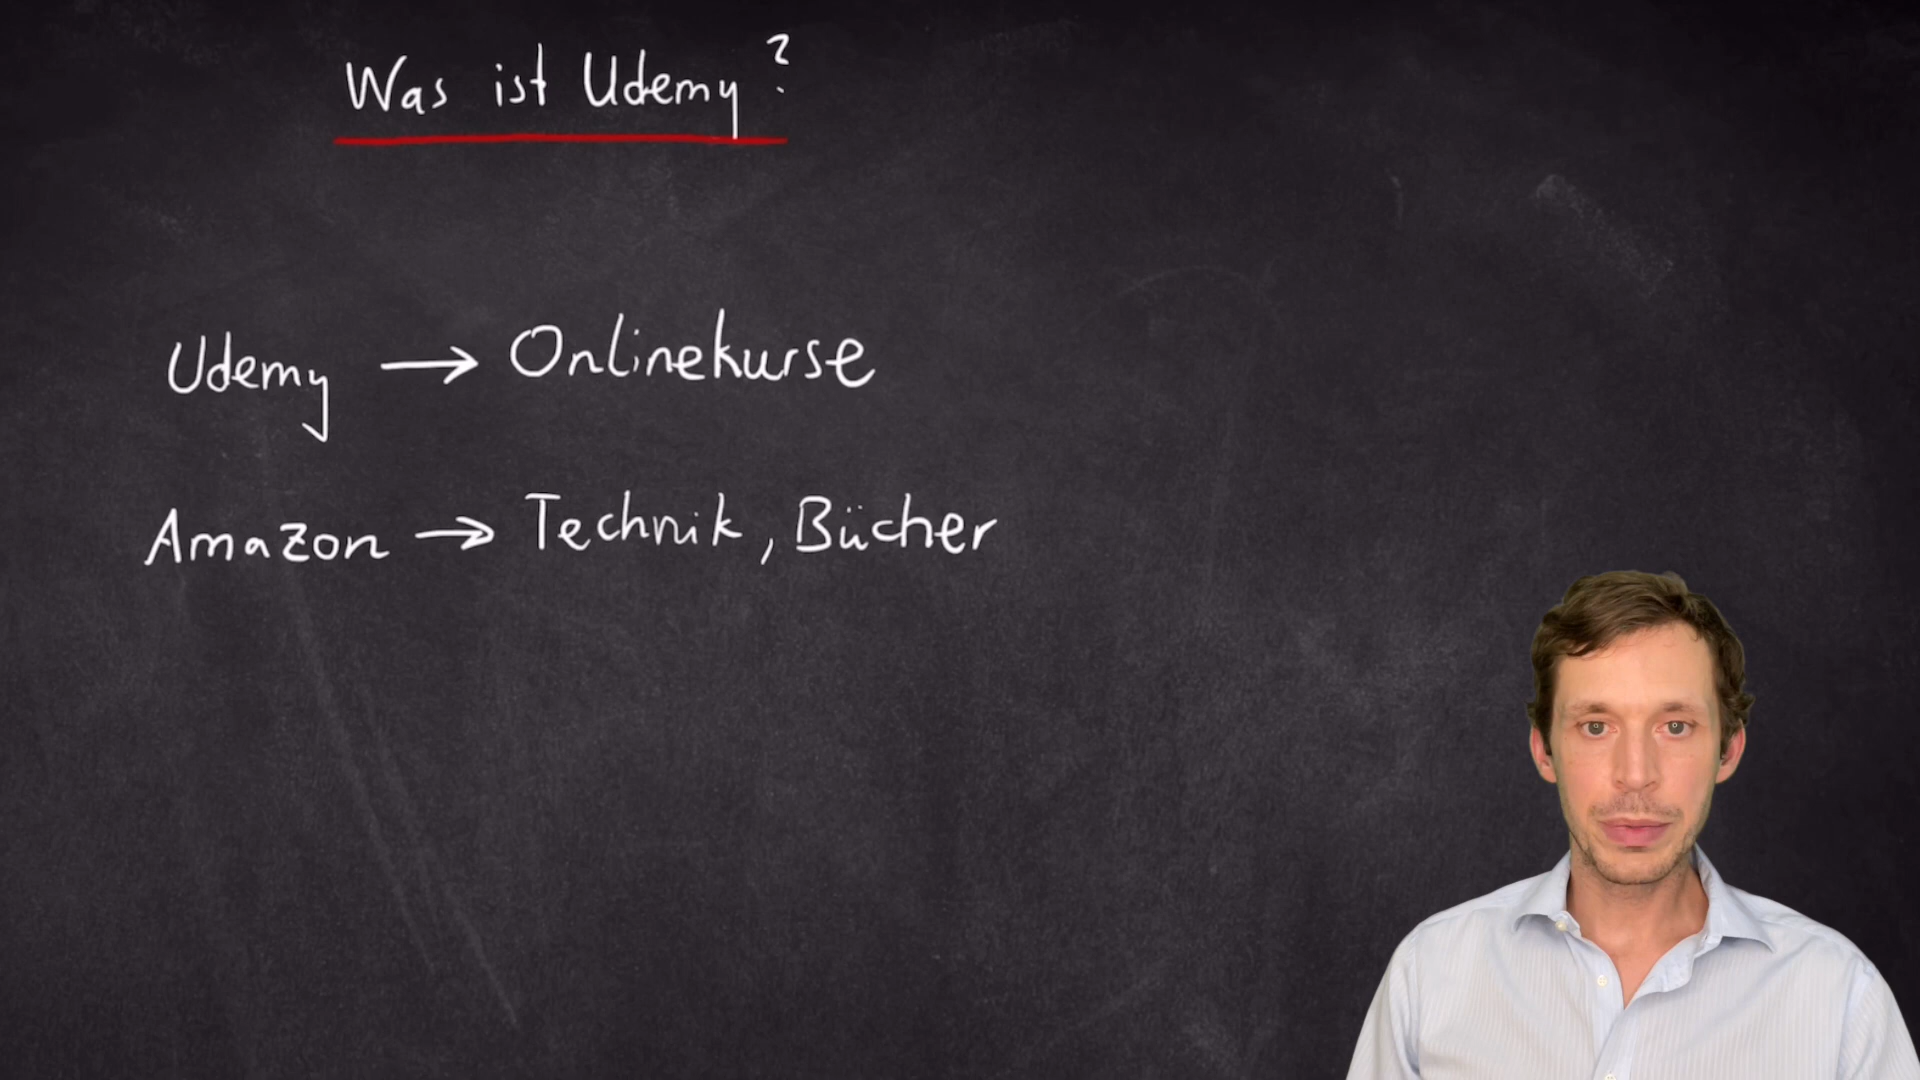 Was ist Udemy?
Udemy → Onlinekurse
Amazon → Technik, Bücher